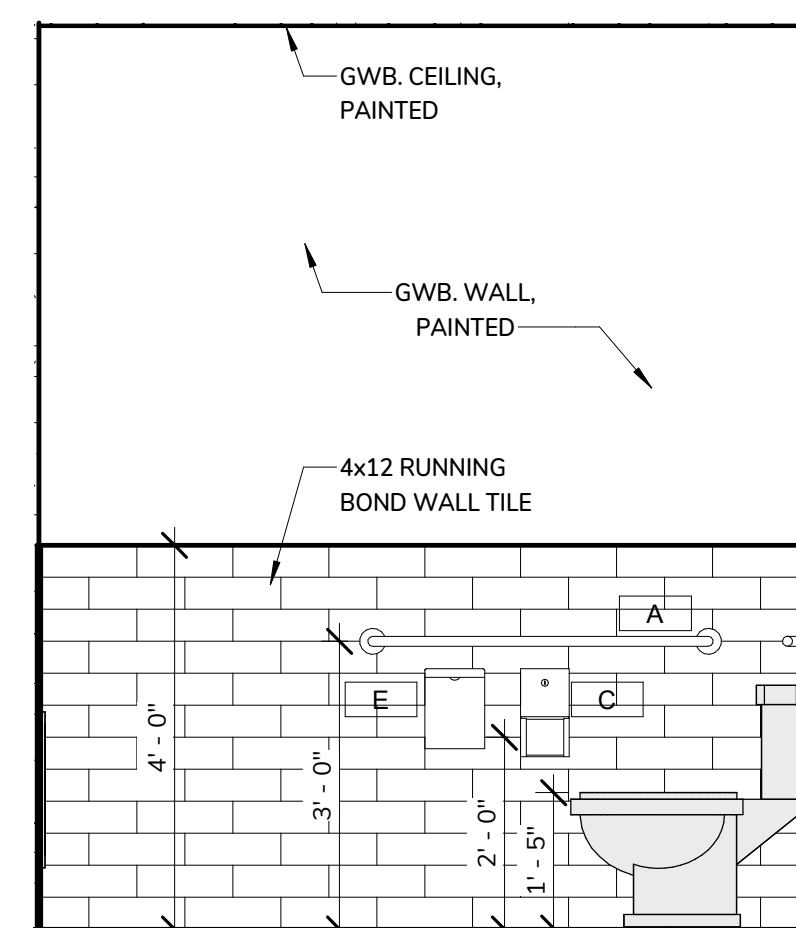 GWB. CEILING,
PAINTED
GWB. WALL,
PAINTED
4x12 RUNNING
BOND WALL TILE
A
E
C
4' - 0"
3' - 0"
2' - 0"
1' - 5"